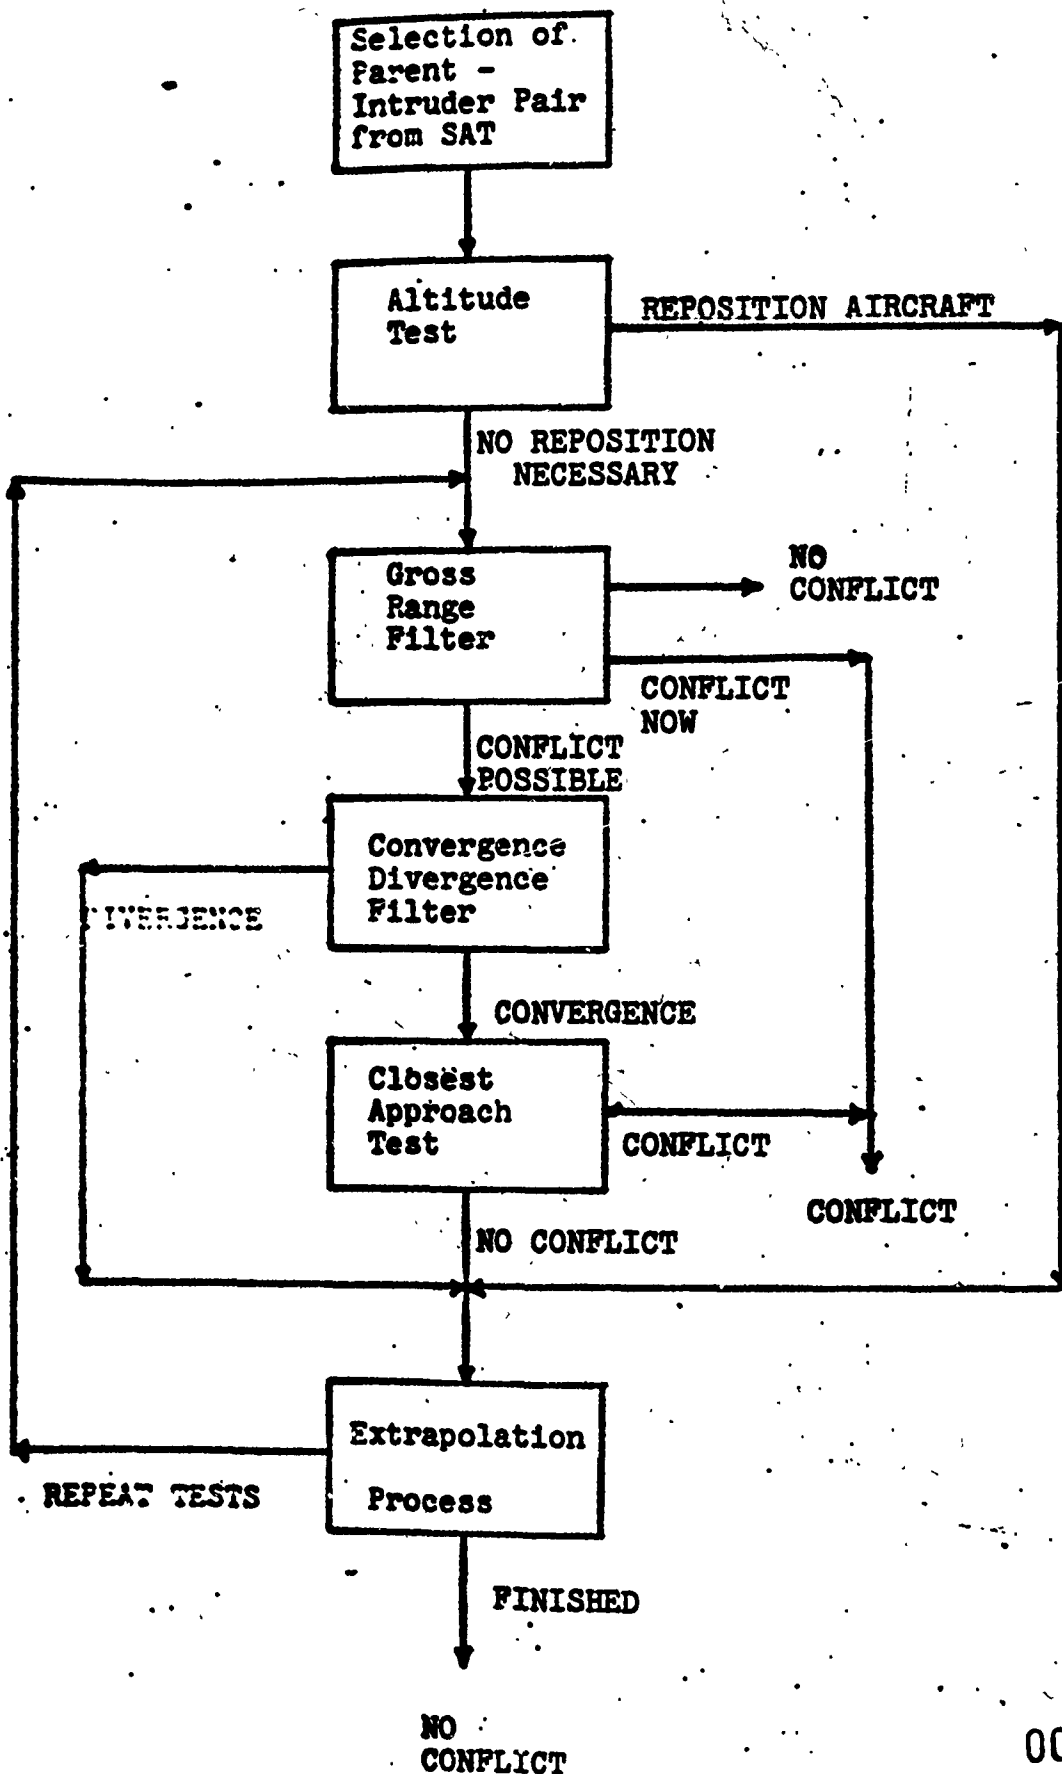 Selection of
Parent -
Intruder Pair
from SAT
Altitude
Test
REPOSITION AIRCRAFT
NO REPOSITION
NECESSARY
Gross
Range
Filter
NO
CONFLICT
CONFLICT
NOW
CONFLICT
POSSIBLE
Convergence
Divergence
Filter
DIVERGENCE
CONVERGENCE
Closest
Approach
Test
CONFLICT
CONFLICT
NO CONFLICT
Extrapolation
Process
REPEAT TESTS
FINISHED
NO
CONFLICT